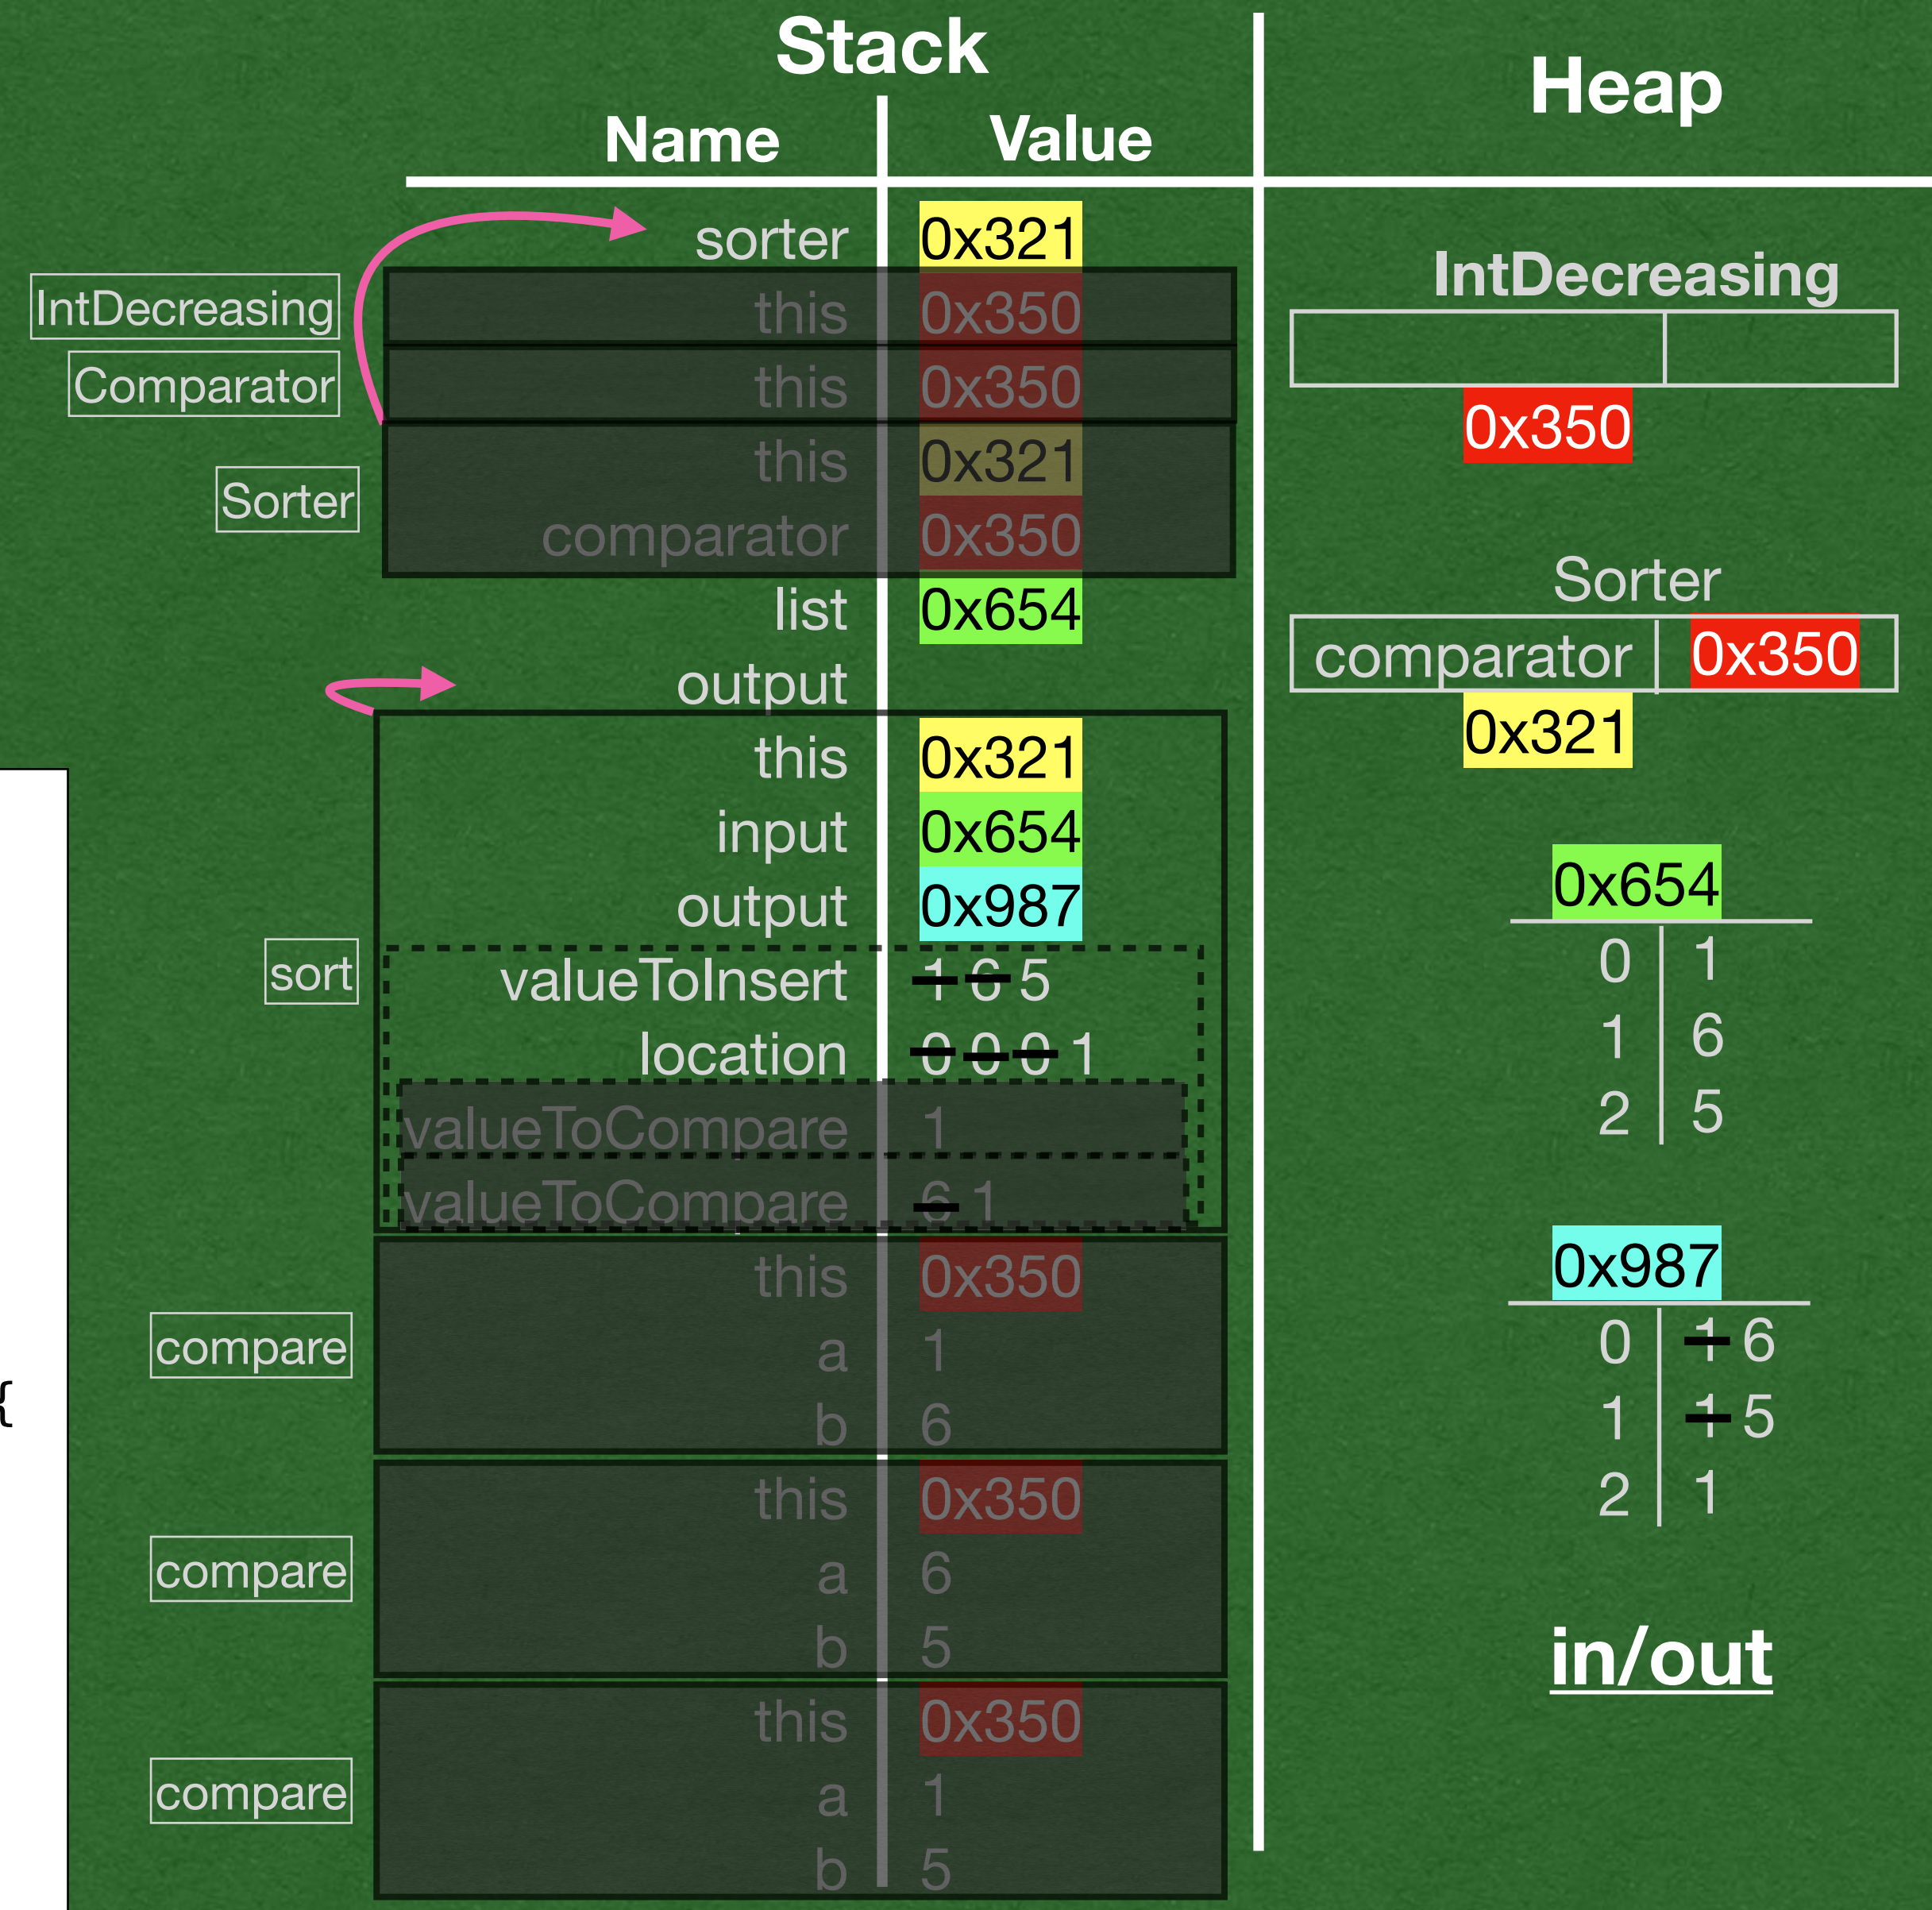 Stack
Heap
Name Value
sorter 0x321
IntDecreasing
IntDecreasing this 0x350
Comparator this 0x350
0x350
this 0x321
Sorter
comparator 0x350
Sorter
list 0x654
comparator 0x350
output
0x321
this 0x321
input 0x654
0x654
output 0x987
0 1
sort
valueToInsert 1 6 5
1 6
location 0 0 0 1
2 5
valueToCompare 1
valueToCompare 6 1
this 0x350
0x987
compare
a 1
0 1 6
{
b 6
1 1 5
this 0x350
2 1
compare
a 6
b 5
in/out
this 0x350
compare
a 1
b 5